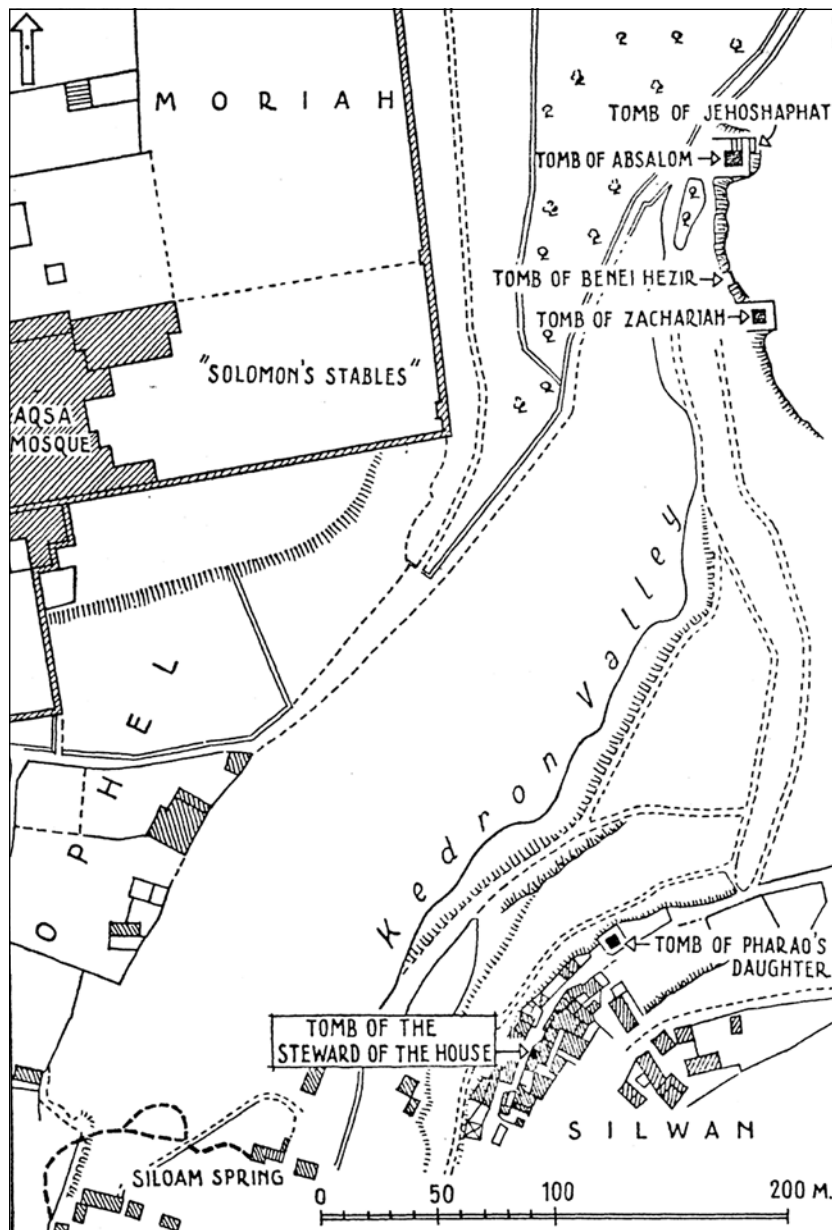 MORIAH
TOMB OF JEHOSHAPHAT
TOMB OF ABSALOM
TOMB OF BENEI HEZIR
TOMB OF ZACHARIAH
"SOLOMON'S STABLES"
AQSA
MOSQUE
Kedron Valley
OPHEL
TOMB OF PHARAO'S
DAUGHTER
TOMB OF THE
STEWARD OF THE HOUSE
SILWAN
SILOAM SPRING
0 50 100 200 M.